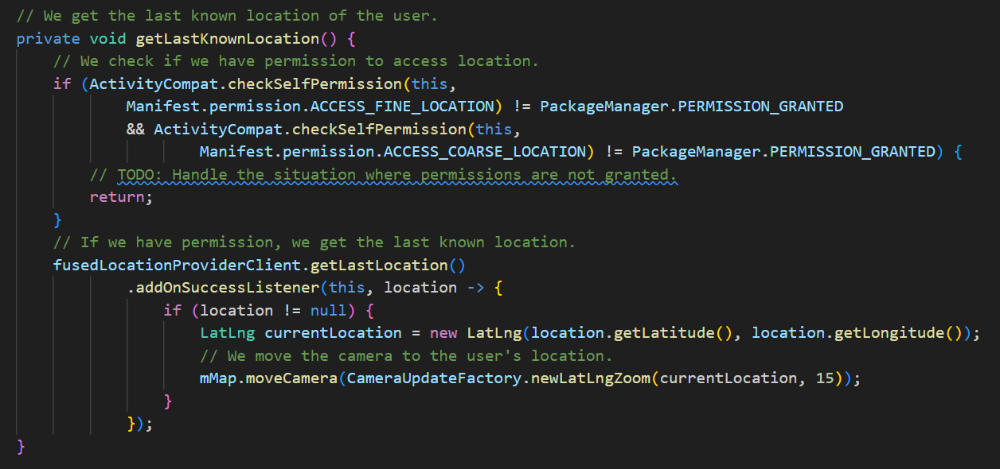 // We get the last known location of the user.
private void getLastKnownLocation() {
    // We check if we have permission to access location.
    if (ActivityCompat.checkSelfPermission(this,
            Manifest.permission.ACCESS_FINE_LOCATION) != PackageManager.PERMISSION_GRANTED
            && ActivityCompat.checkSelfPermission(this,
                    Manifest.permission.ACCESS_COARSE_LOCATION) != PackageManager.PERMISSION_GRANTED) {
        // TODO: Handle the situation where permissions are not granted.
        return;
    }
    // If we have permission, we get the last known location.
    fusedLocationProviderClient.getLastLocation()
            .addOnSuccessListener(this, location -> {
                if (location != null) {
                    LatLng currentLocation = new LatLng(location.getLatitude(), location.getLongitude());
                    // We move the camera to the user's location.
                    mMap.moveCamera(CameraUpdateFactory.newLatLngZoom(currentLocation, 15));
                }
            });
}